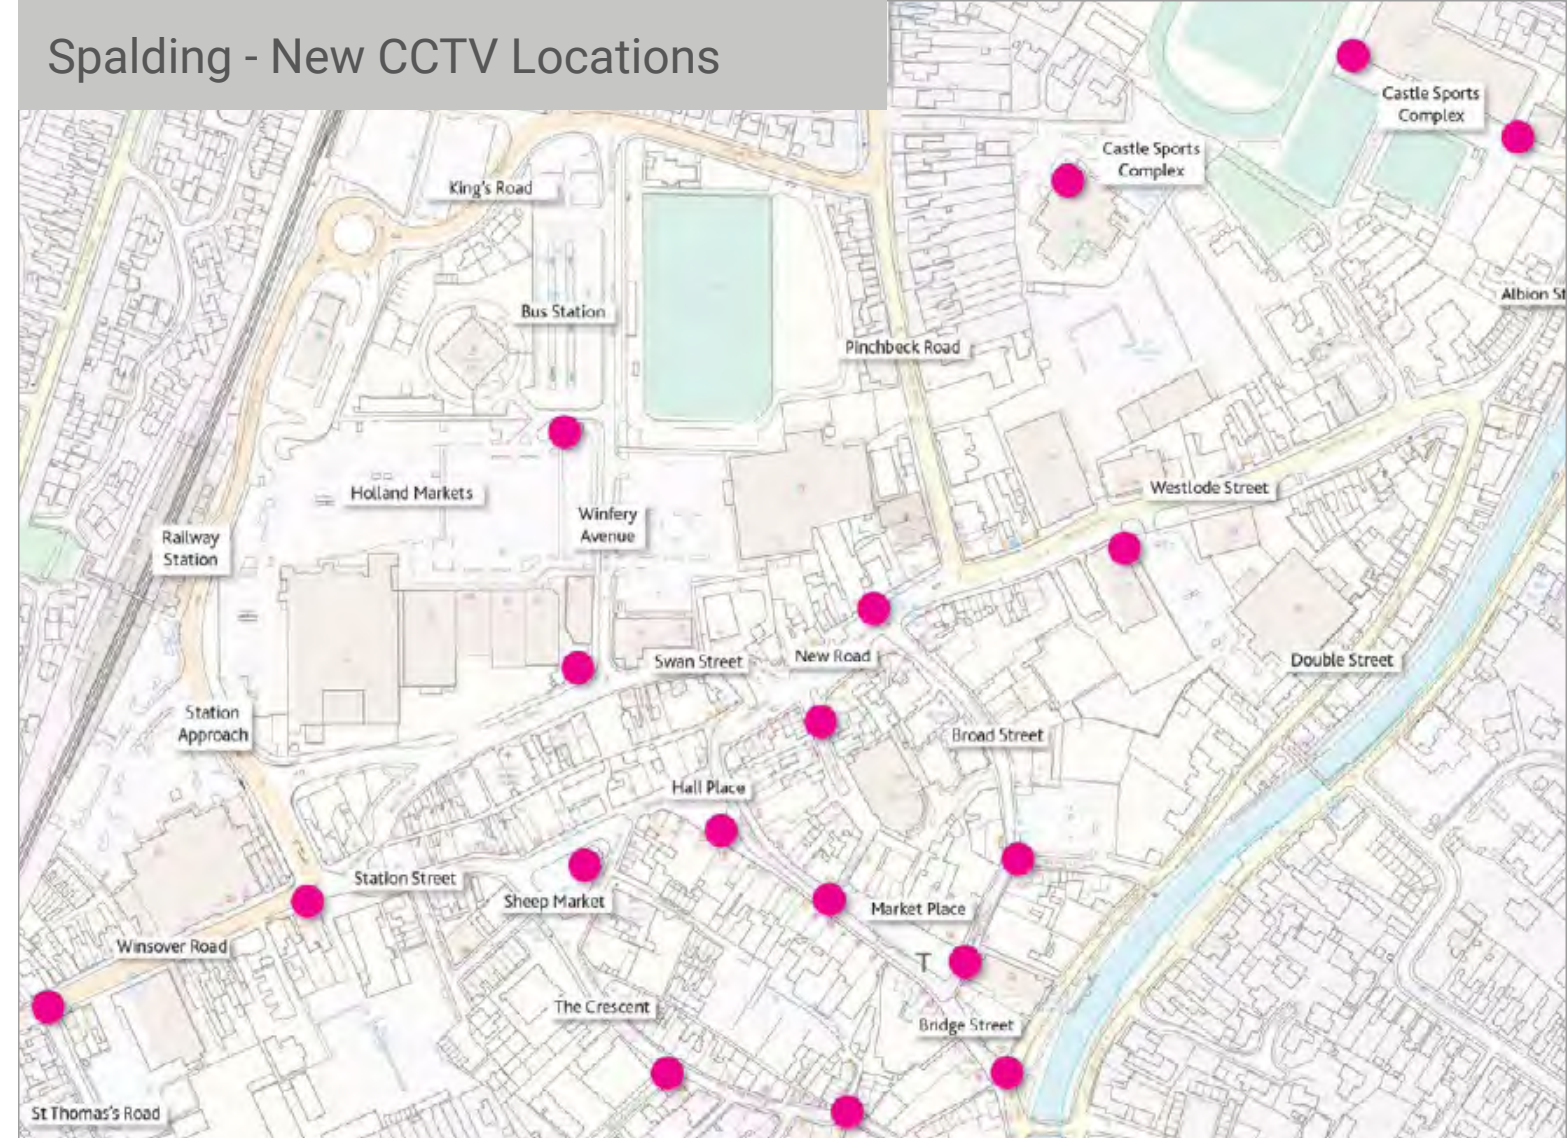 Spalding - New CCTV Locations
Castle Sports
Complex
Castle Sports
Complex
King's Road
Albion St
Bus Station
Pinchbeck Road
Westlode Street
Holland Markets
Winfery
Avenue
Railway
Station
Swan Street
New Road
Double Street
Station
Approach
Broad Street
Hall Place
Station Street
Sheep Market
Market Place
Winsover Road
T
The Crescent
Bridge Street
St Thomas's Road